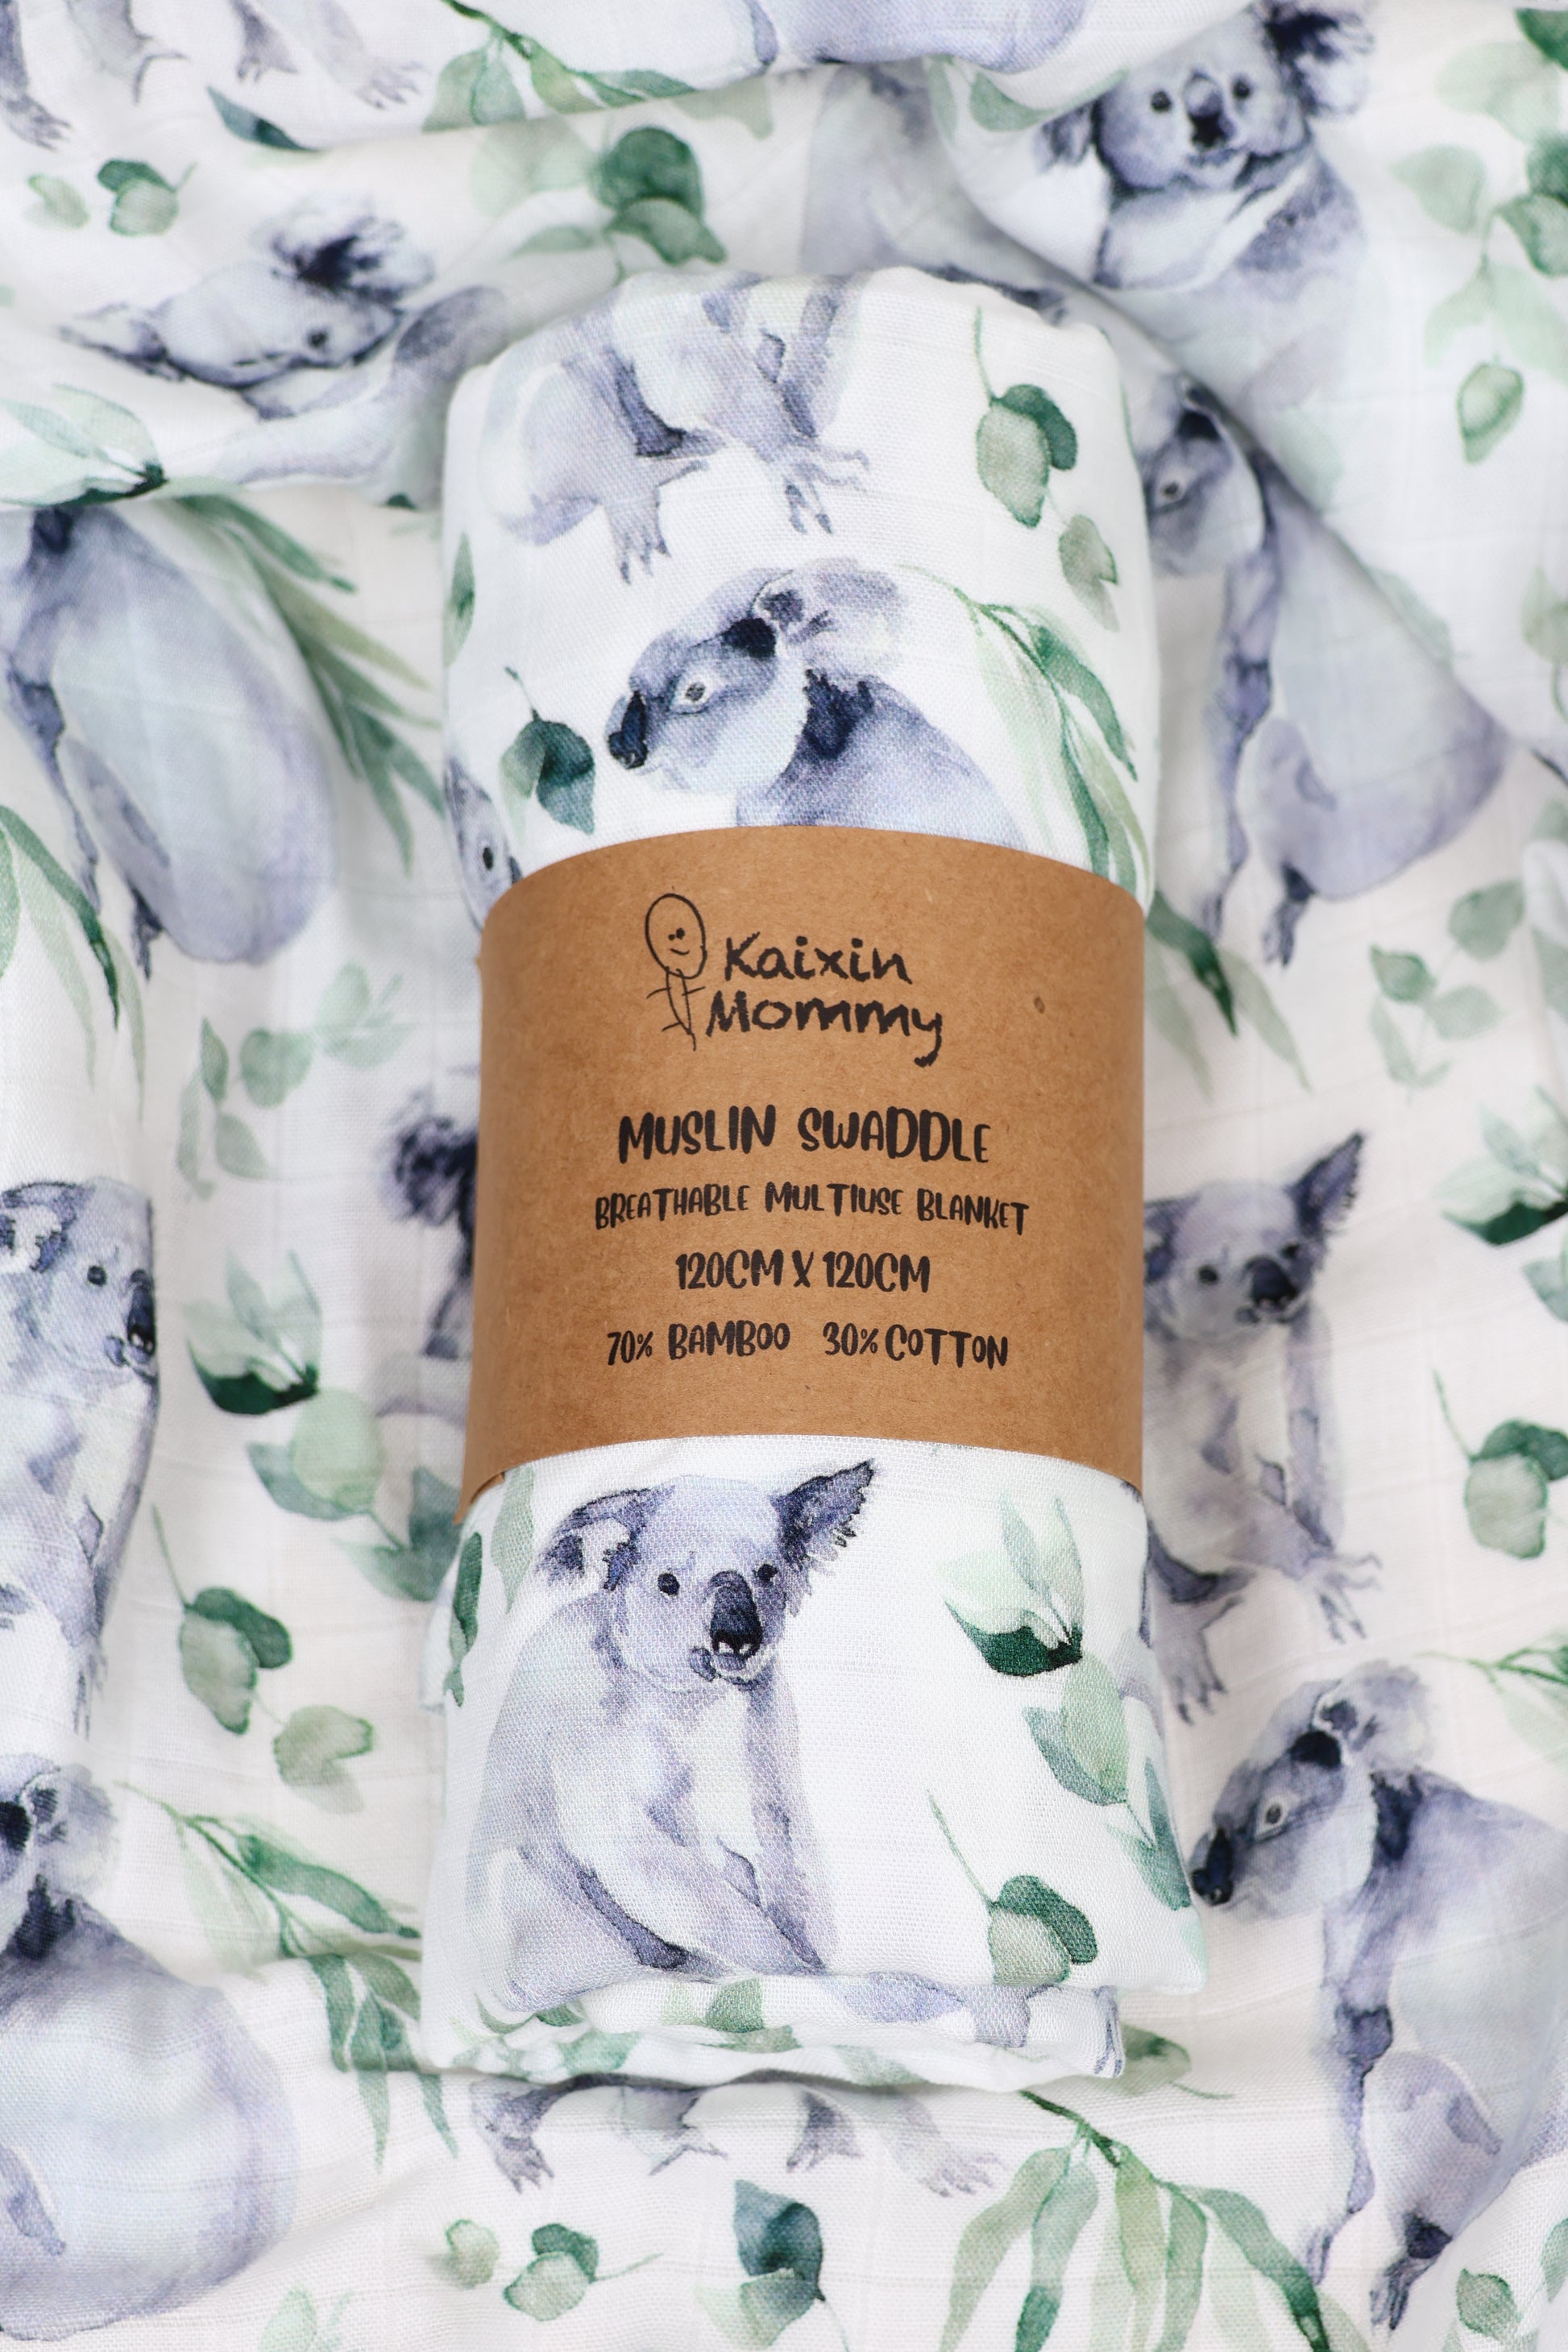 Kaixin
Mommy
MUSLIN SWADDLE
BREATHABLE MULTIUSE BLANKET
120CM X 120CM
70% BAMBOO 30% COTTON